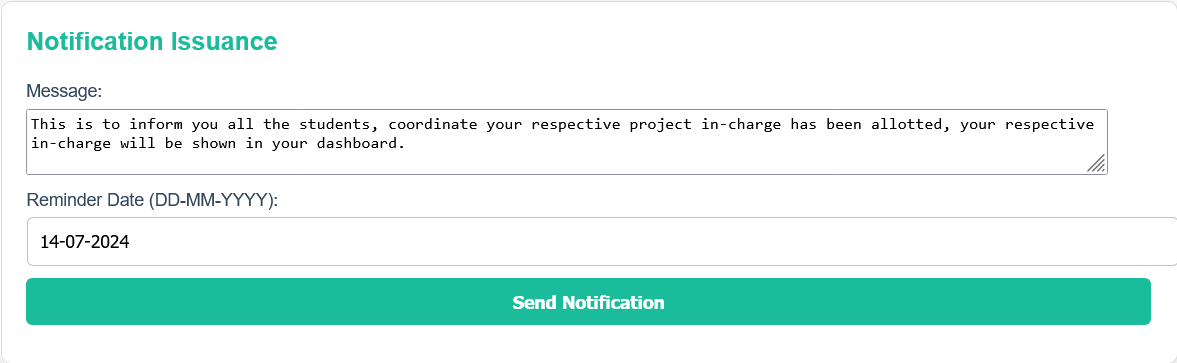 Notification Issuance
Message:
This is to inform you all the students, coordinate your respective project in-charge has been allotted, your respective
in-charge will be shown in your dashboard.
Reminder Date (DD-MM-YYYY):
14-07-2024
Send Notification